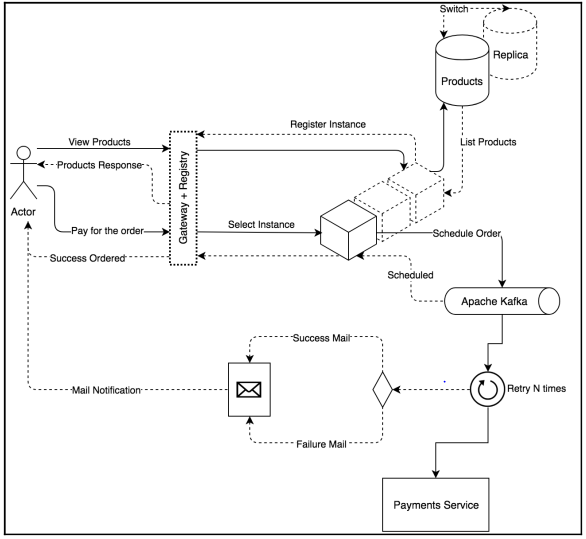 Switch
Replica
Products
Register Instance
View Products
List Products
Products Response
Gateway + Registry
Actor
Select Instance
Pay for the order
Schedule Order
Success Ordered
Scheduled
Apache Kafka
Success Mail
Mail Notification
Retry N times
Failure Mail
Payments Service